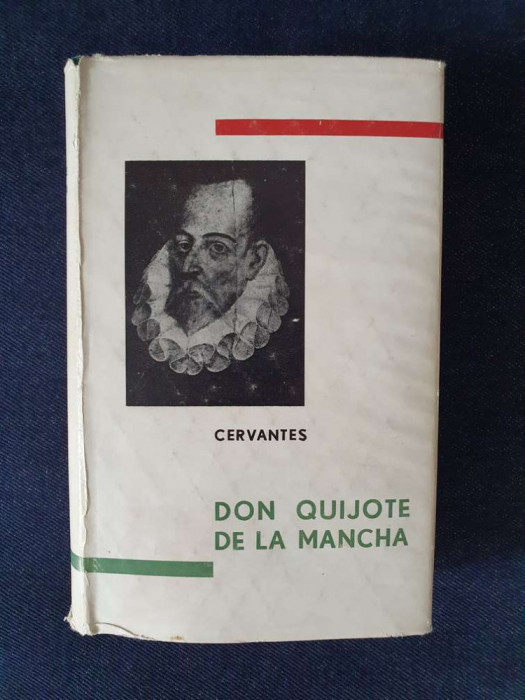 CERVANTES
DON QUIJOTE
DE LA MANCHA